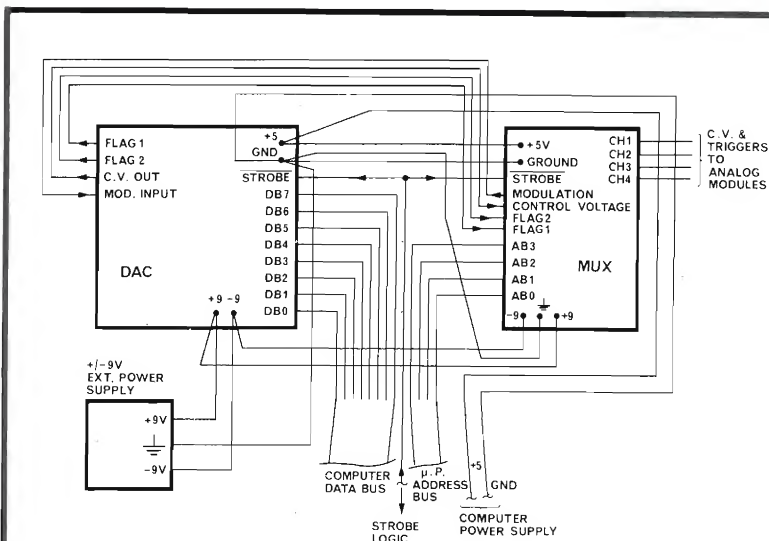 FLAG 1
FLAG 2
C.V. OUT
MOD. INPUT
DAC
+5
GND
STROBE
DB7
DB6
DB5
DB4
DB3
DB2
DB1
DB0
+9 -9
+5V
GROUND
STROBE
MODULATION
CONTROL VOLTAGE
FLAG2
FLAG1
AB3
AB2
AB1
AB0
MUX
CH1
CH2
CH3
CH4
-9
+9
C.V. &
TRIGGERS
TO
ANALOG
MODULES
+/-9V
EXT. POWER
SUPPLY
+9V
-9V
COMPUTER
DATA BUS
STROBE
LOGIC
μ.P.
ADDRESS
BUS
+5
GND
COMPUTER
POWER SUPPLY